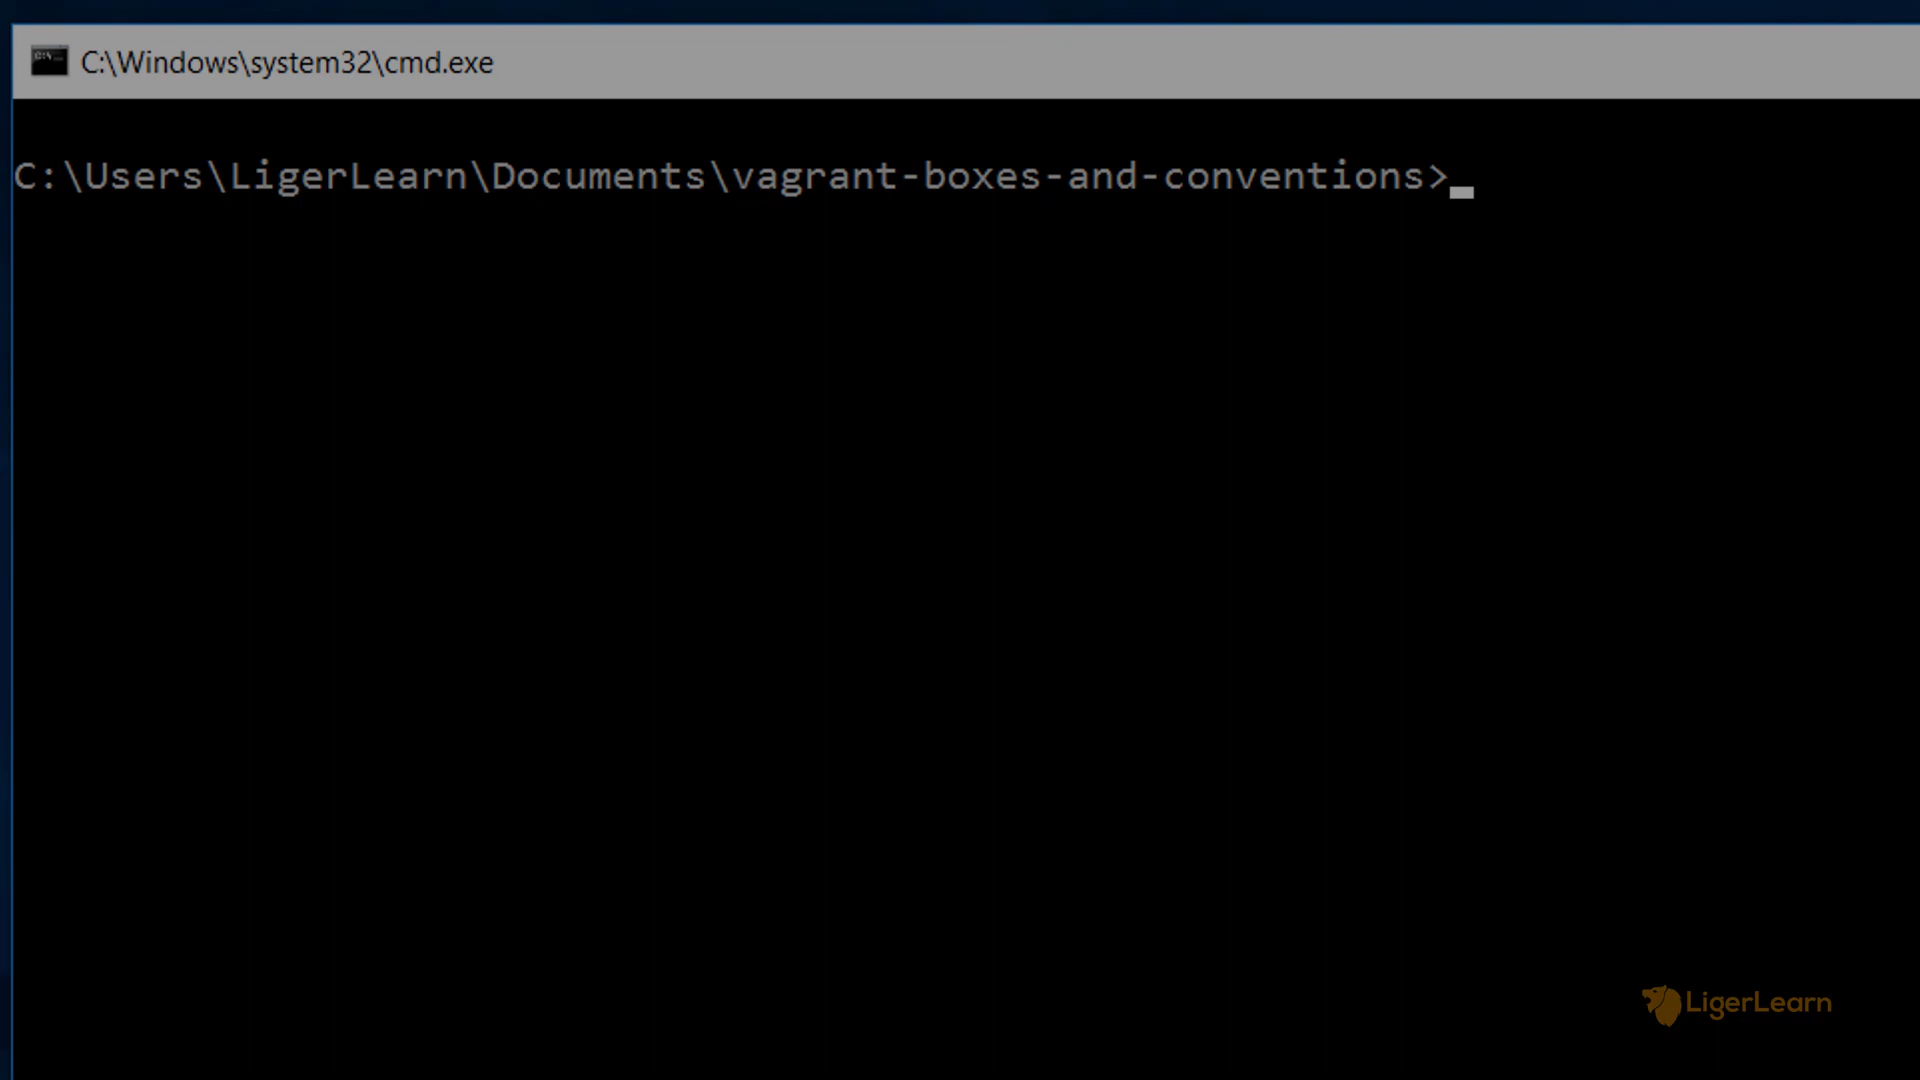 C:\Windows\system32\cmd.exe
C:\Users\LigerLearn\Documents\vagrant-boxes-and-conventions>
LigerLearn